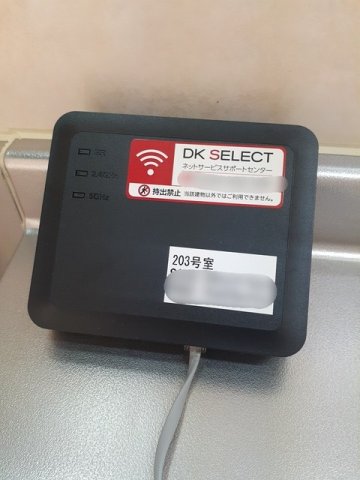 DK SELECT
ネットサービスサポートセンター
持出禁止 当該建物以外ではご利用できません。
2.4GHz
5GHz
203号室